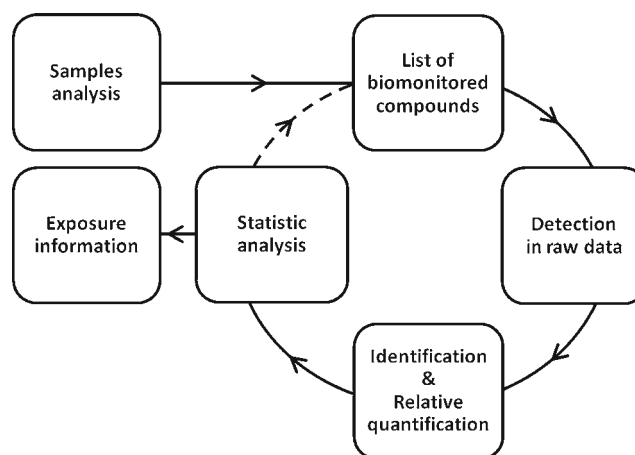 Samples
analysis
List of
biomonitored
compounds
Exposure
information
Statistic
analysis
Detection
in raw data
Identification
&
Relative
quantification